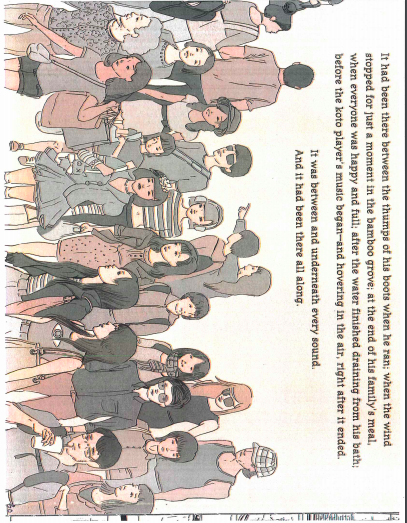 It had been there between the thumps of his boots when he ran; when the wind
stopped for just a moment in the bamboo grove; at the end of his family's meal,
when everyone was happy and full; after the water finished draining from his bath;
before the koto player's music began—and hovering in the air, right after it ended.
It was between and underneath every sound.
And it had been there all along.